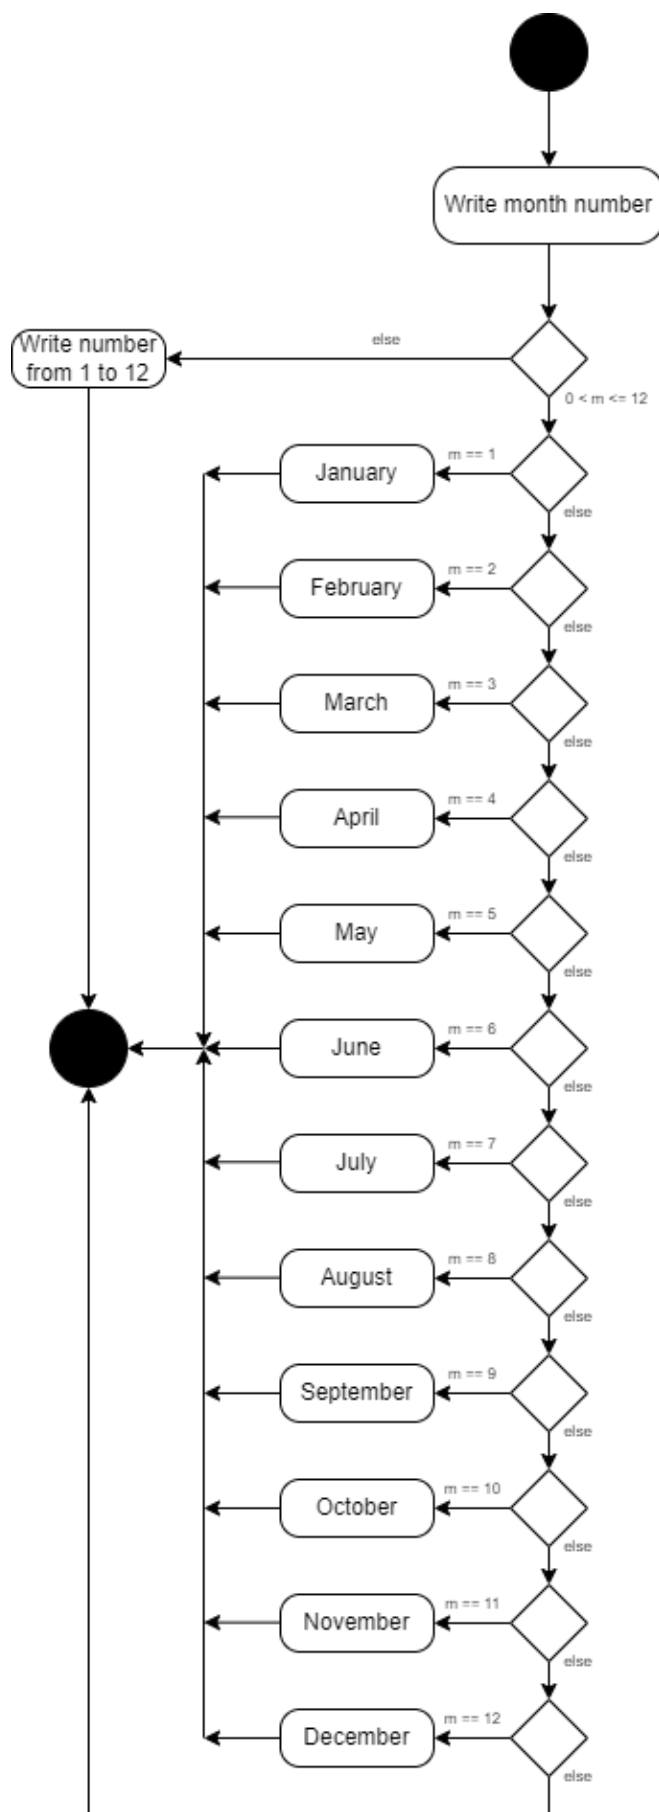 Write month number
else
Write number
from 1 to 12
0 < m <= 12
m == 1
January
else
m == 2
February
else
m == 3
March
else
m == 4
April
else
m == 5
May
else
m == 6
June
else
m == 7
July
else
m == 8
August
else
m == 9
September
else
m == 10
October
else
m == 11
November
else
m == 12
December
else